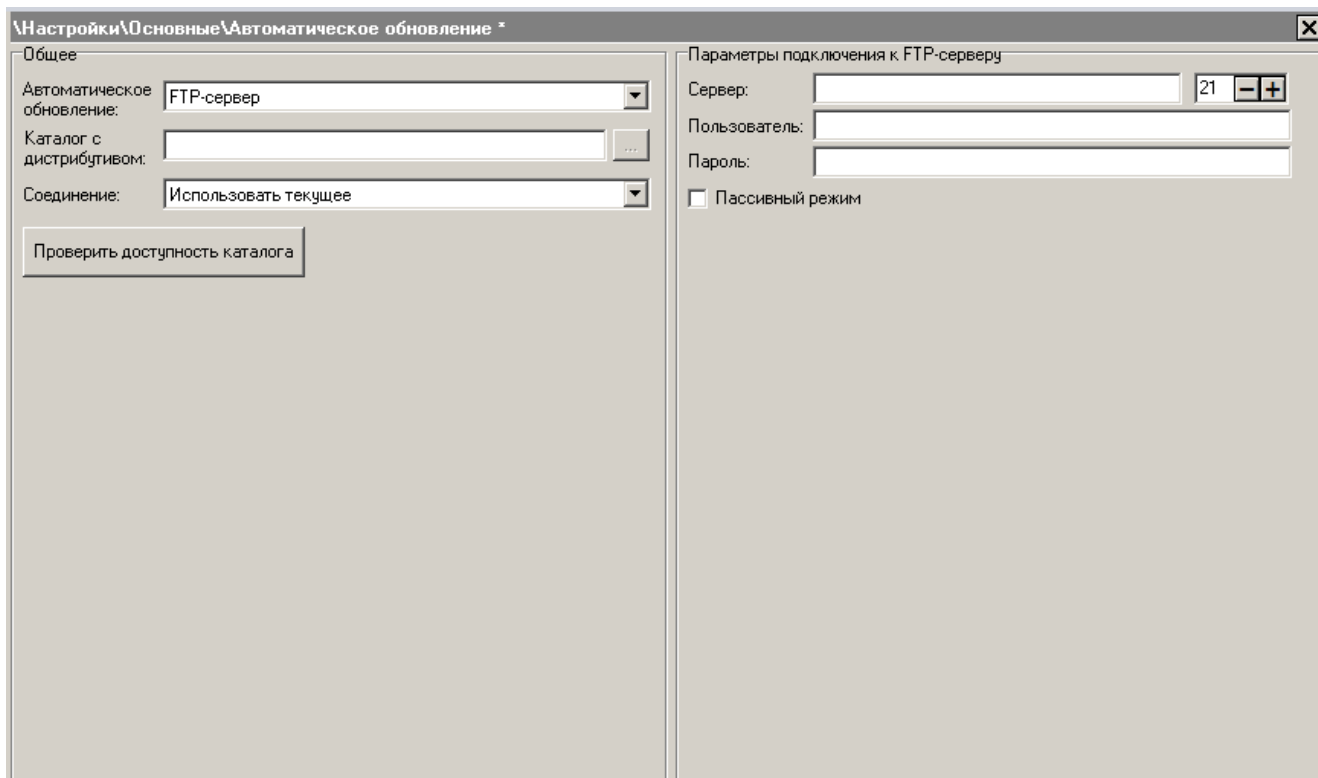 \Настройки\Основные\Автоматическое обновление *
Общее
Автоматическое
обновление:
FTP-сервер
Каталог с
дистрибутивом:
...
Соединение:
Использовать текущее
Проверить доступность каталога
Параметры подключения к FTP-серверу
Сервер:
21
Пользователь:
Пароль:
Пассивный режим